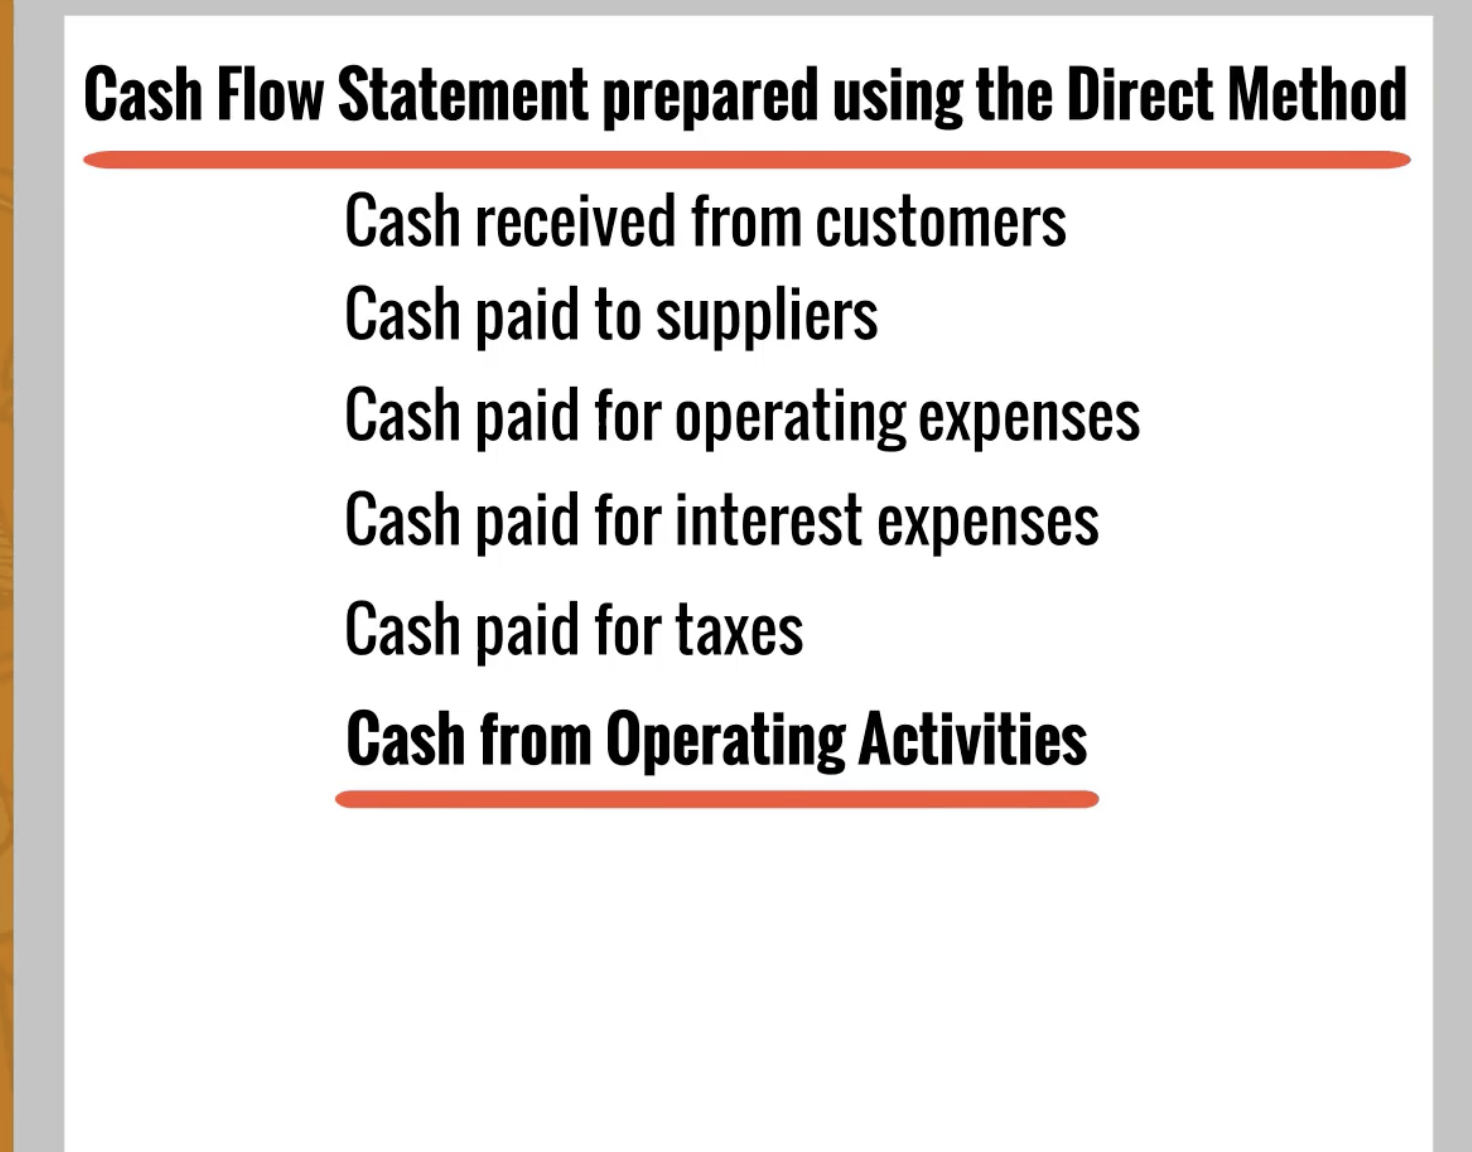 Cash Flow Statement prepared using the Direct Method
Cash received from customers
Cash paid to suppliers
Cash paid for operating expenses
Cash paid for interest expenses
Cash paid for taxes
Cash from Operating Activities